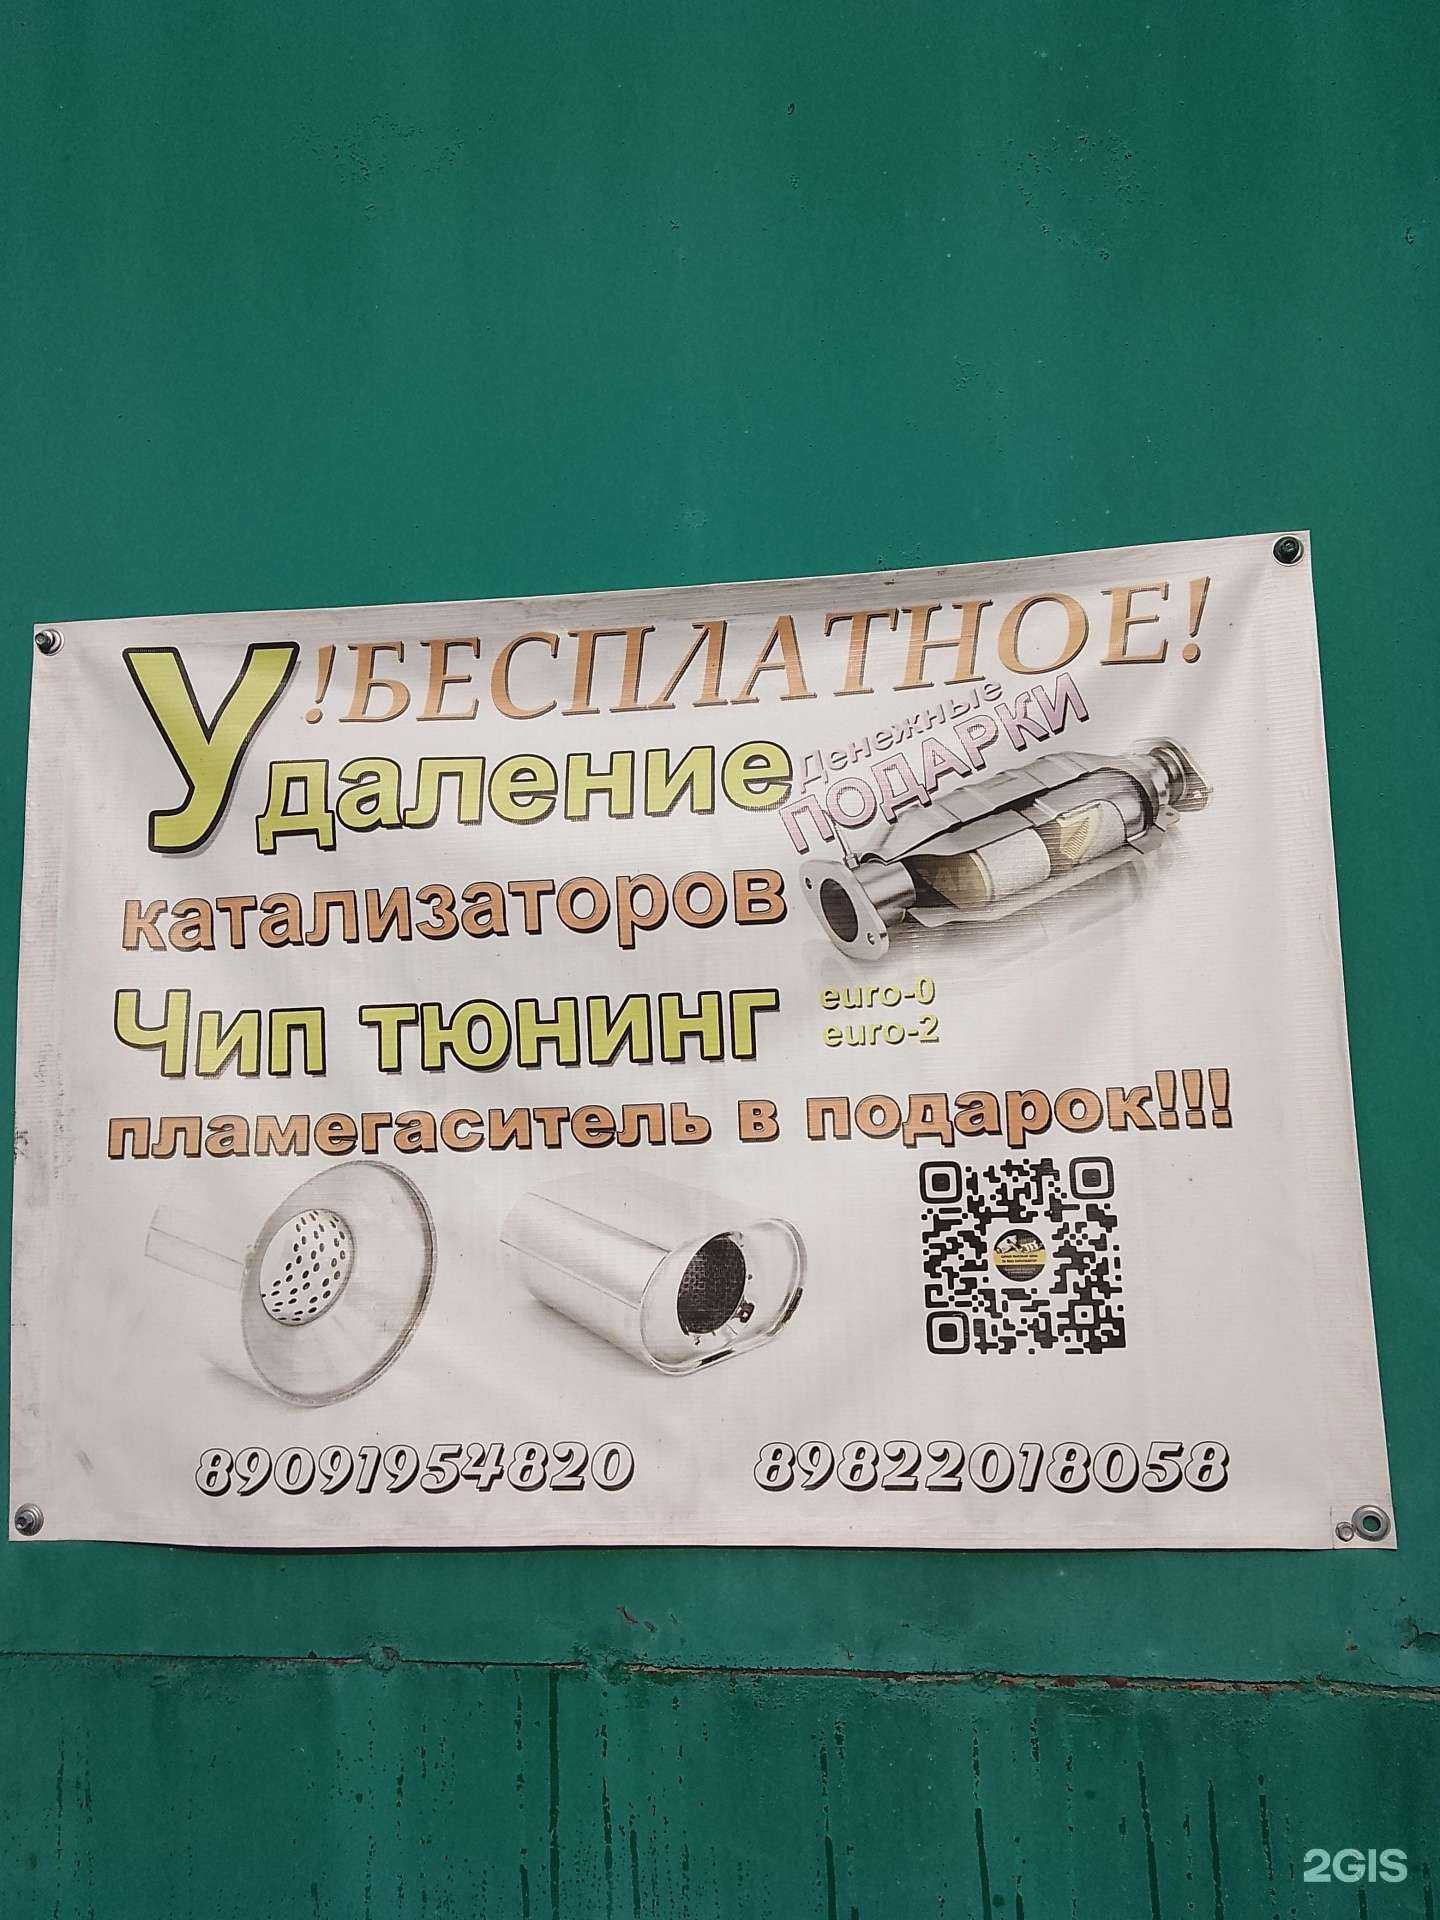 !БЕСПЛАТНОЕ!
Удаление
Денежные
ПОДАРКИ
катализаторов
Чип тюнинг
euro-0
euro-2
пламегаситель в подарок!!!
89091954820
89822018058
2GIS